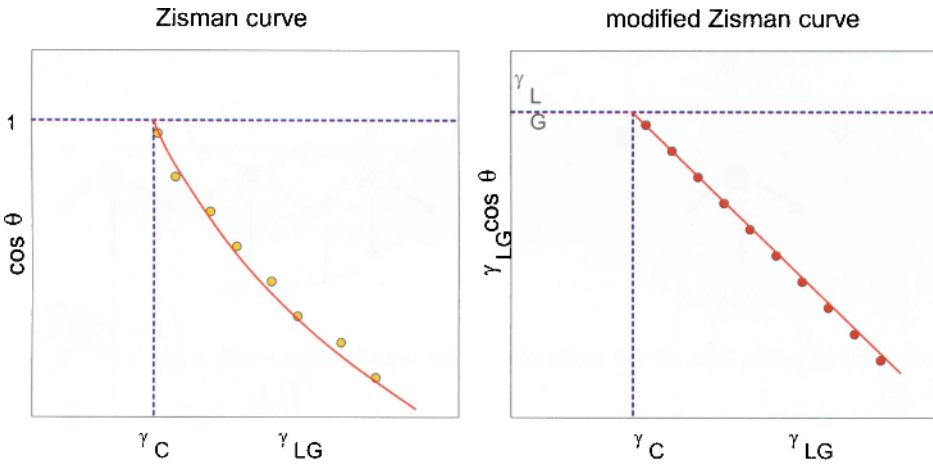 Zisman curve
1
cos θ
γ C
γ LG
modified Zisman curve
γ L G
γ LG cos θ
γ C
γ LG